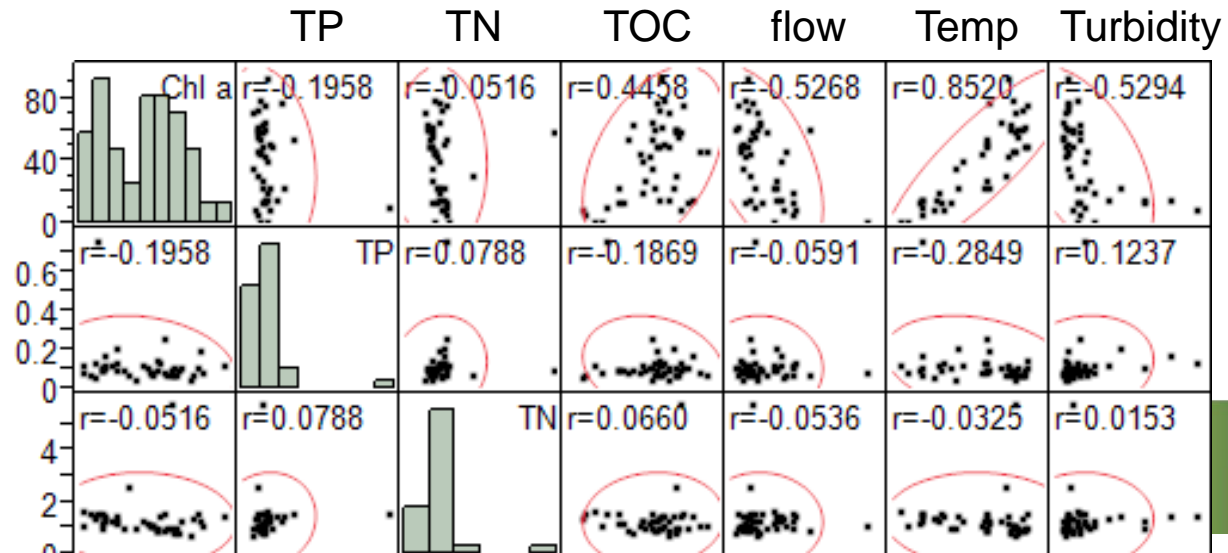 TP TN TOC flow Temp Turbidity
80 Chl a r=-0.1958 r=-0.0516 r=0.4458 r=-0.5268 r=0.8520 r=-0.5294
40
0
r=-0.1958 TP r=0.0788 r=-0.1869 r=-0.0591 r=-0.2849 r=0.1237
0.6
0.4
0.2
0
r=-0.0516 r=0.0788 TN r=0.0660 r=-0.0536 r=-0.0325 r=0.0153
4
2
0